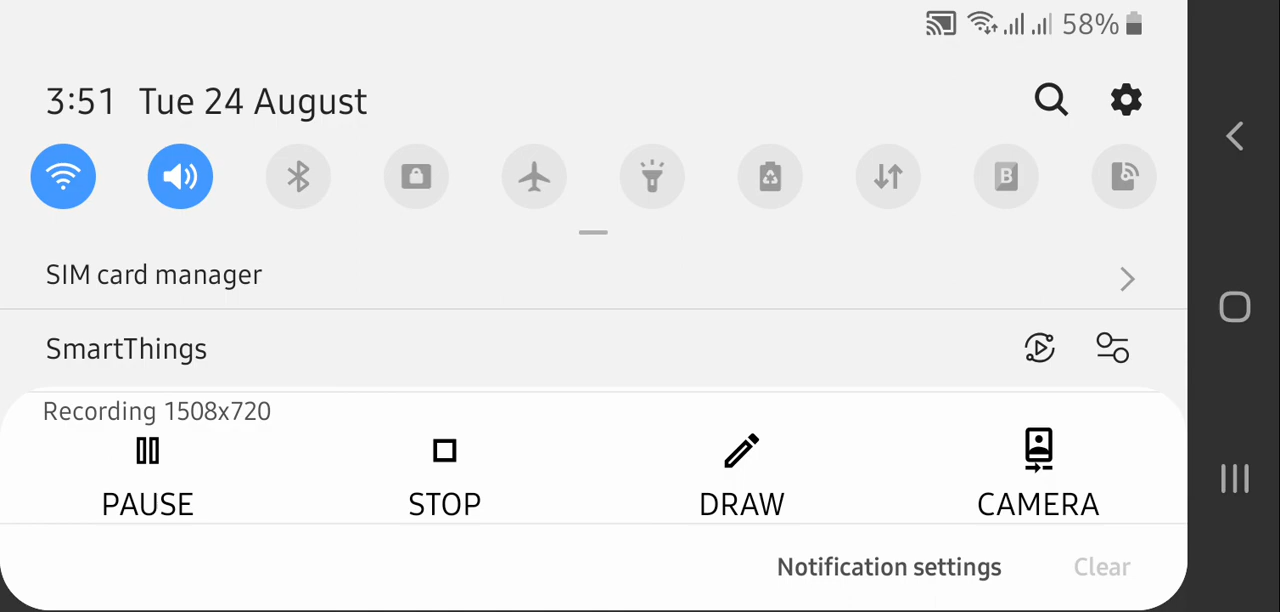 58%
3:51 Tue 24 August
B
SIM card manager
SmartThings
Recording 1508x720
PAUSE STOP DRAW CAMERA
Notification settings Clear